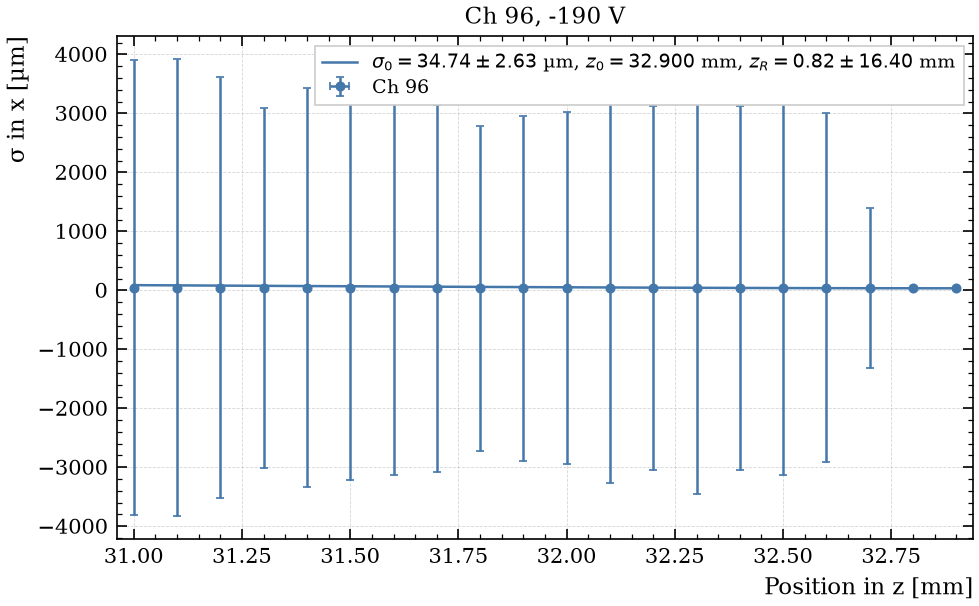 Ch 96, -190 V
σ in x [µm]
4000
3000
2000
1000
0
−1000
−2000
−3000
−4000
σ₀ = 34.74 ± 2.63 µm, z₀ = 32.900 mm, z_R = 0.82 ± 16.40 mm
Ch 96
31.00 31.25 31.50 31.75 32.00 32.25 32.50 32.75
Position in z [mm]